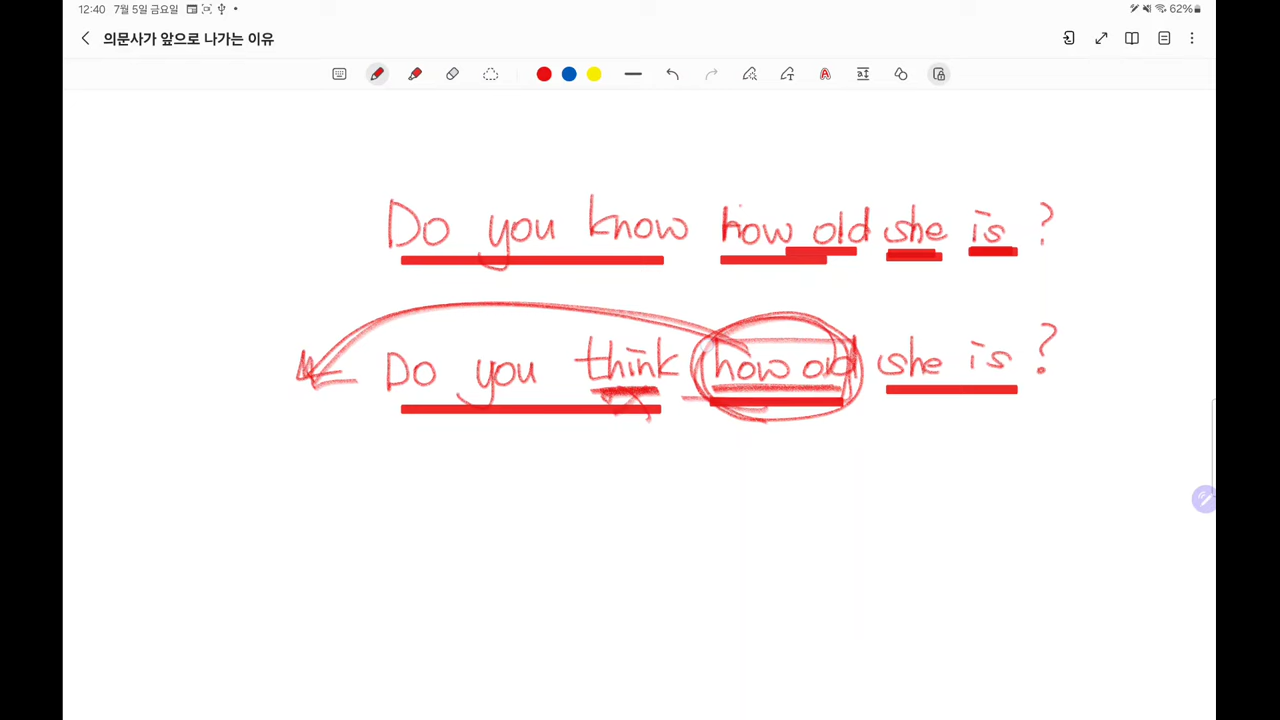 12:40 7월 5일 금요일
62%
의문사가 앞으로 나가는 이유
Do you know how old she is ?
Do you think how old she is ?